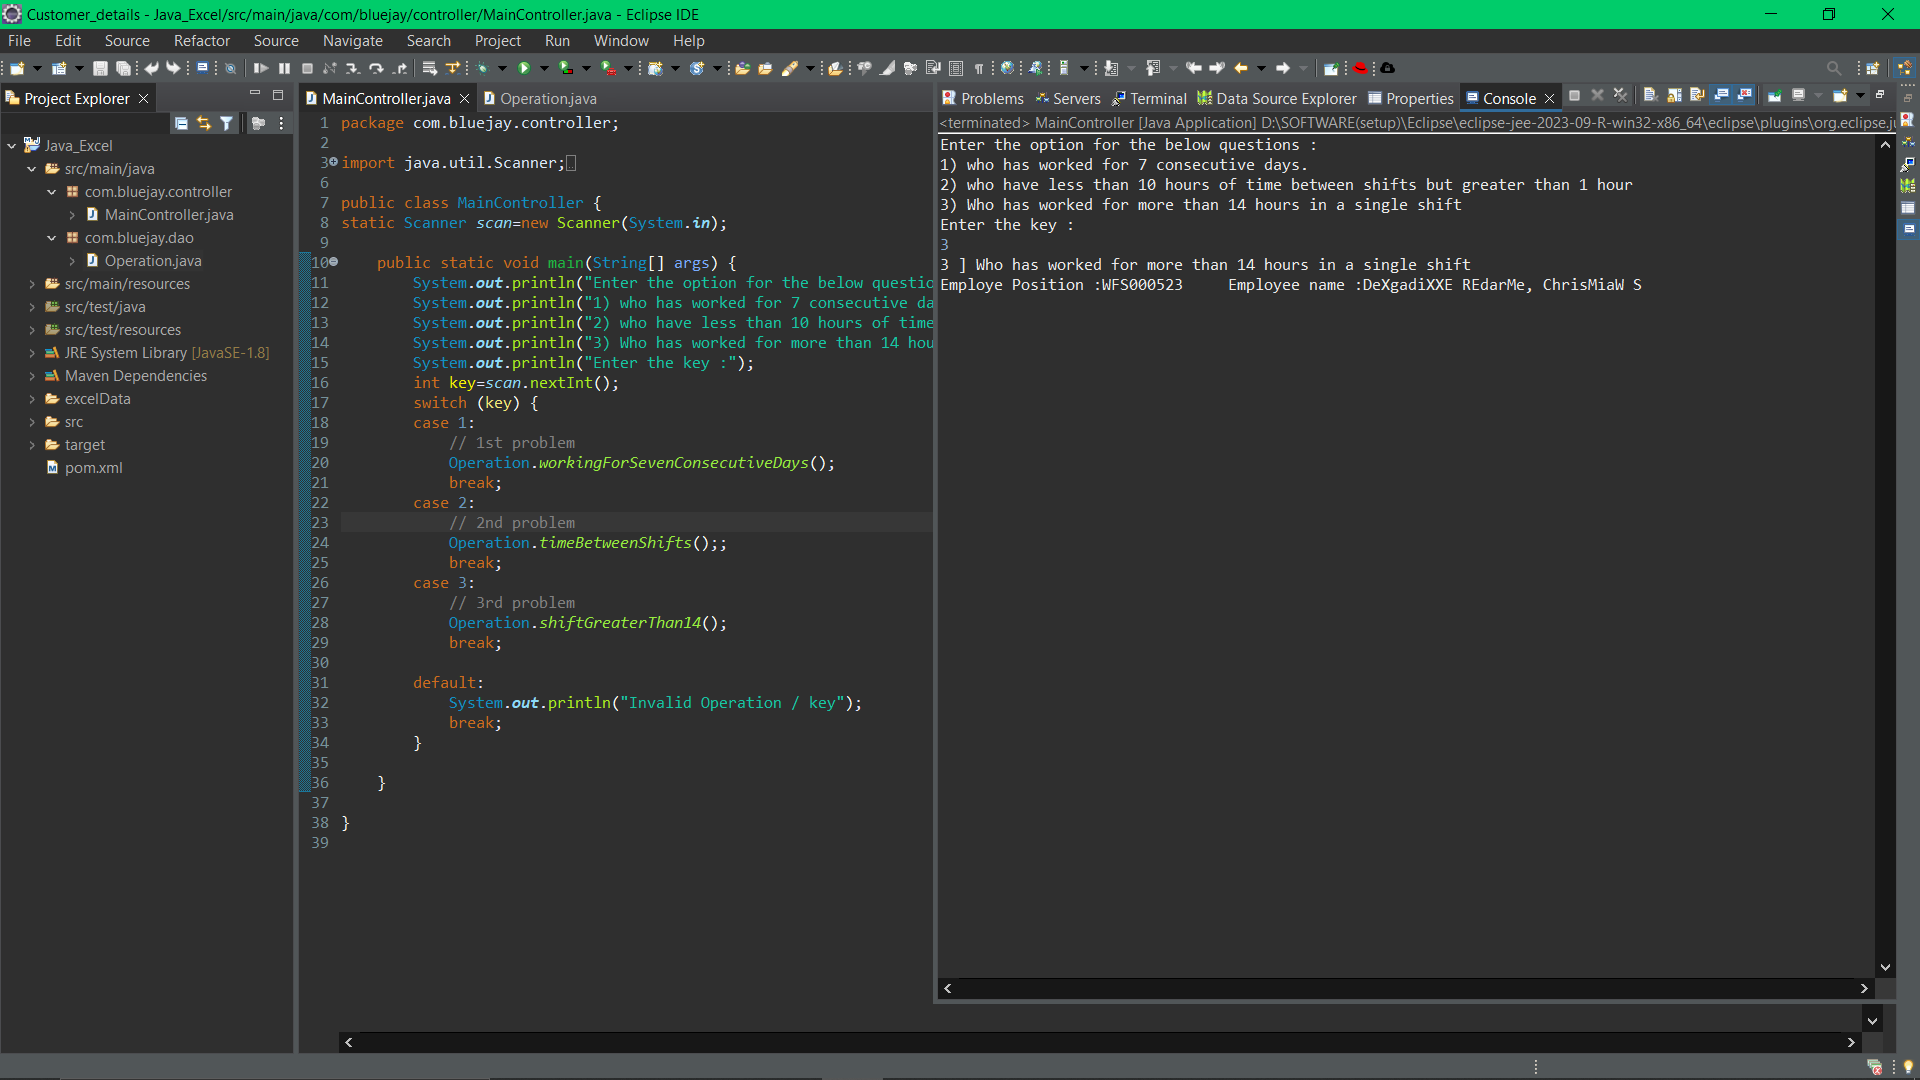 Customer_details - Java_Excel/src/main/java/com/bluejay/controller/MainController.java - Eclipse IDE
File Edit Source Refactor Source Navigate Search Project Run Window Help
Project Explorer
Java_Excel
src/main/java
com.bluejay.controller
MainController.java
com.bluejay.dao
Operation.java
src/main/resources
src/test/java
src/test/resources
JRE System Library [JavaSE-1.8]
Maven Dependencies
excelData
src
target
pom.xml
MainController.java Operation.java
1 package com.bluejay.controller;
2
3 import java.util.Scanner;
6
7 public class MainController {
8 static Scanner scan=new Scanner(System.in);
9
10 public static void main(String[] args) {
11 System.out.println("Enter the option for the below questio
12 System.out.println("1) who has worked for 7 consecutive da
13 System.out.println("2) who have less than 10 hours of time
14 System.out.println("3) Who has worked for more than 14 hou
15 System.out.println("Enter the key :");
16 int key=scan.nextInt();
17 switch (key) {
18 case 1:
19 // 1st problem
20 Operation.workingForSevenConsecutiveDays();
21 break;
22 case 2:
23 // 2nd problem
24 Operation.timeBetweenShifts();;
25 break;
26 case 3:
27 // 3rd problem
28 Operation.shiftGreaterThan14();
29 break;
30
31 default:
32 System.out.println("Invalid Operation / key");
33 break;
34 }
35
36 }
37
38 }
39
Problems Servers Terminal Data Source Explorer Properties Console
<terminated> MainController [Java Application] D:\SOFTWARE(setup)\Eclipse\eclipse-jee-2023-09-R-win32-x86_64\eclipse\plugins\org.eclipse.ju
Enter the option for the below questions :
1) who has worked for 7 consecutive days.
2) who have less than 10 hours of time between shifts but greater than 1 hour
3) Who has worked for more than 14 hours in a single shift
Enter the key :
3
3 ] Who has worked for more than 14 hours in a single shift
Employe Position :WFS000523 Employee name :DeXgadiXXE REdarMe, ChrisMiaW S